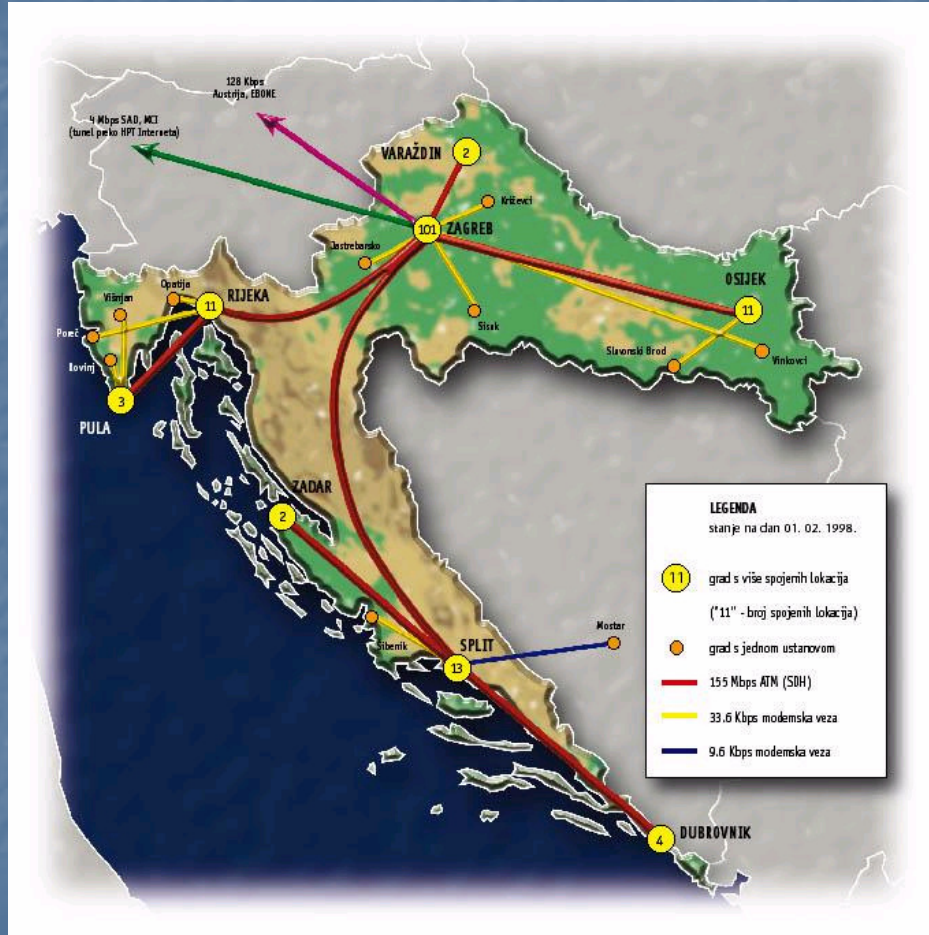 128 Kbps
Austrija, EBONE
4 Mbps SAD, MCI
(tunel preko HPT Interneta)
VARAŽDIN
2
Križevci
101
ZAGREB
Jastrebarsko
OSIJEK
11
Opatija
RIJEKA
11
Višnjan
Sisak
Poreč
Slavonski Brod
Vinkovci
Rovinj
3
PULA
ZADAR
2
LEGENDA
stanje na dan 01. 02. 1998.
11
grad s više spojenih lokacija
("11" - broj spojenih lokacija)
Mostar
Šibenik
SPLIT
13
grad s jednom ustanovom
155 Mbps ATM (SDH)
33.6 Kbps modemska veza
9.6 Kbps modemska veza
DUBROVNIK
4